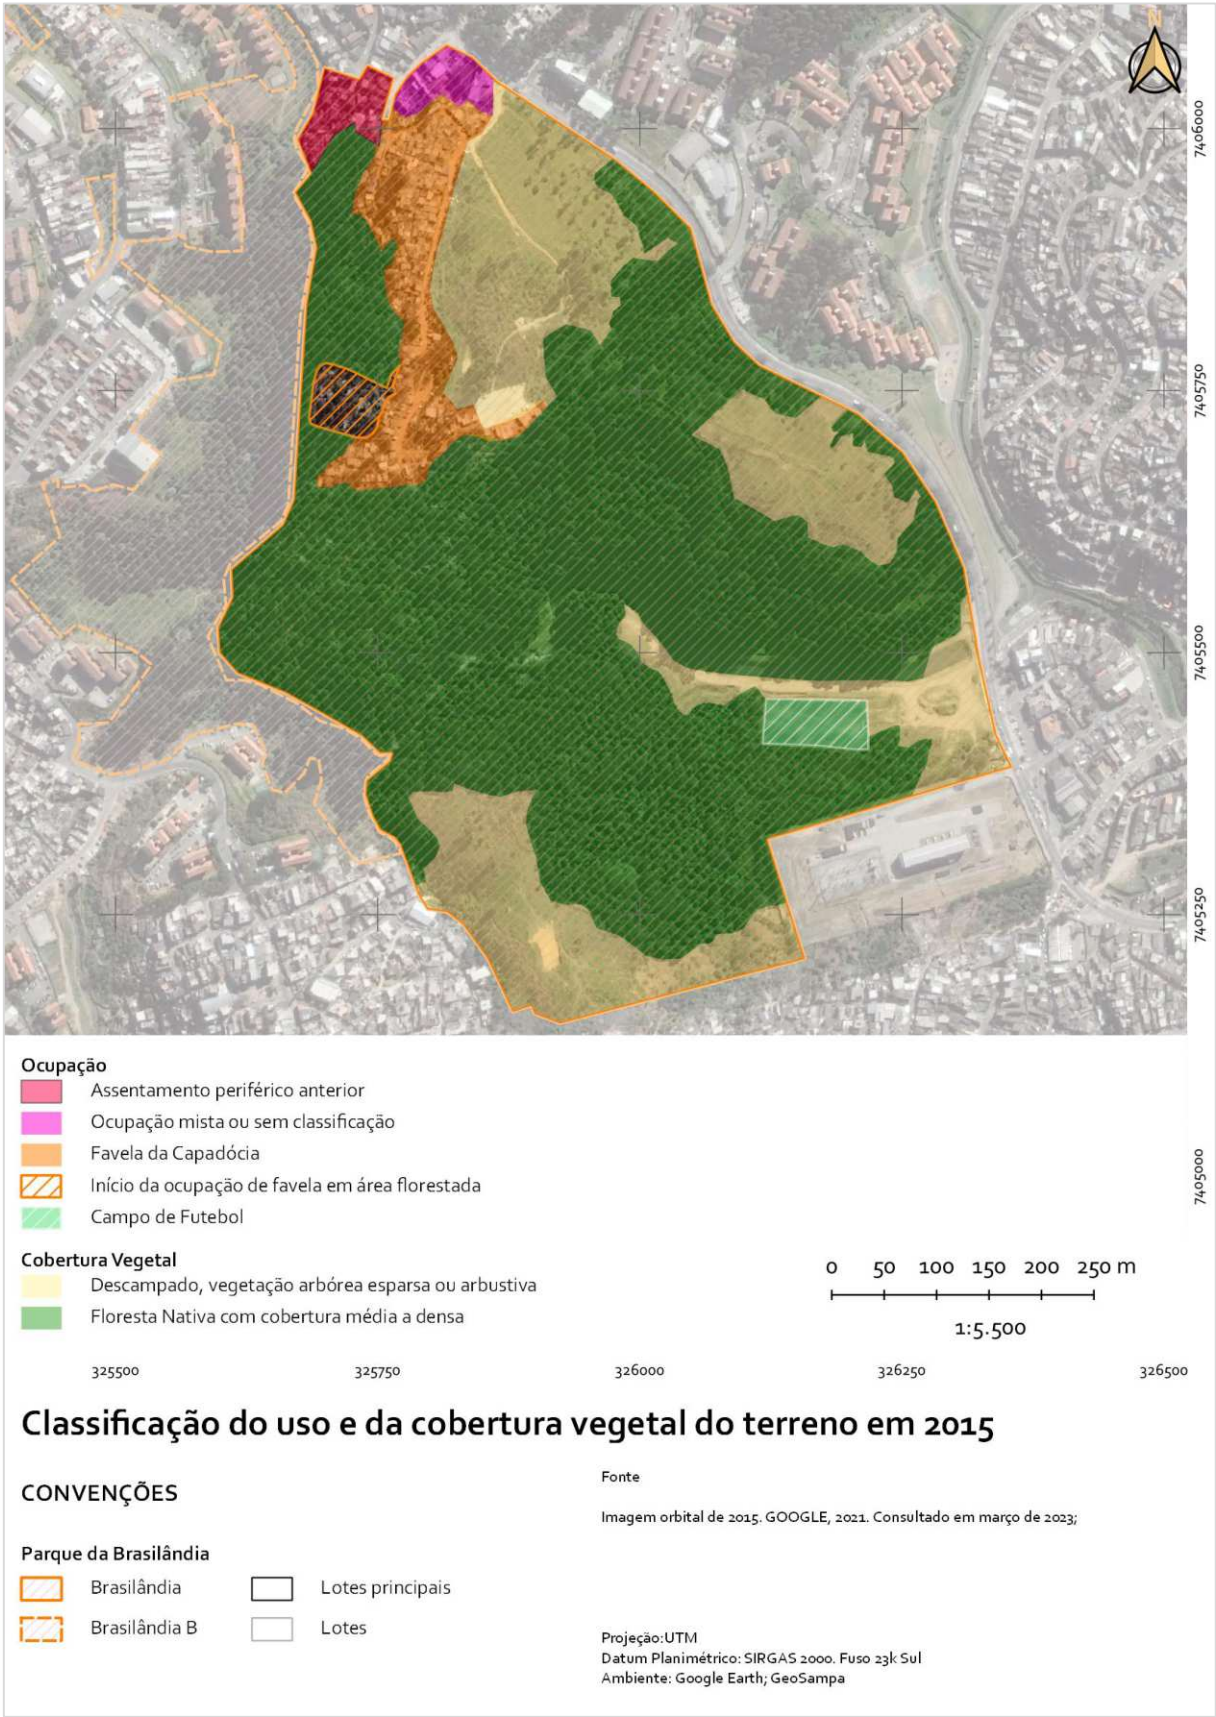 N
7406000
7405750
7405500
7405250
7405000
Ocupação
Assentamento periférico anterior
Ocupação mista ou sem classificação
Favela da Capadócia
Início da ocupação de favela em área florestada
Campo de Futebol
Cobertura Vegetal
Descampado, vegetação arbórea esparsa ou arbustiva
Floresta Nativa com cobertura média a densa
0 50 100 150 200 250 m
1:5.500
325500 325750 326000 326250 326500
Classificação do uso e da cobertura vegetal do terreno em 2015
CONVENÇÕES
Parque da Brasilândia
Brasilândia
Lotes principais
Brasilândia B
Lotes
Fonte
Imagem orbital de 2015. GOOGLE, 2021. Consultado em março de 2023;
Projeção:UTM
Datum Planimétrico: SIRGAS 2000. Fuso 23k Sul
Ambiente: Google Earth; GeoSampa